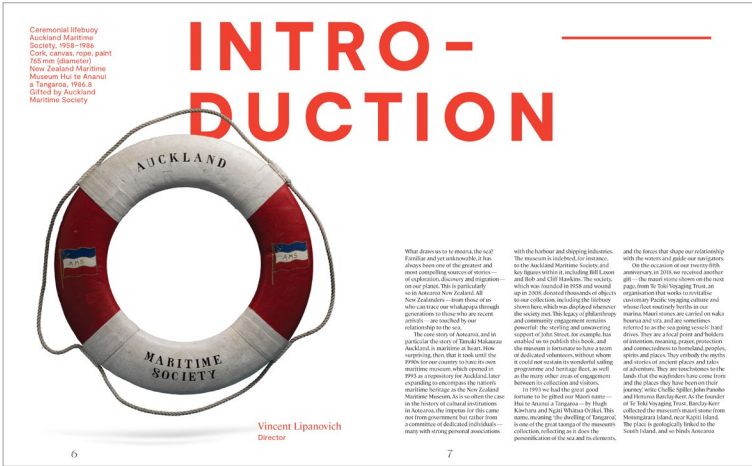 Ceremonial lifebuoy
Auckland Maritime
Society, 1958–1986
Cork, canvas, rope, paint
765 mm (diameter)
New Zealand Maritime
Museum Hui te Ananui
a Tangaroa, 1986.8
Gifted by Auckland
Maritime Society
INTRO-
DUCTION
AUCKLAND
AMS
AMS
MARITIME
SOCIETY
Vincent Lipanovich
Director
6
What draws us to te moana, the sea?
Familiar and yet unknowable, it has
always been one of the greatest and
most compelling sources of stories —
of exploration, discovery and migration —
on our planet. This is particularly
so in Aotearoa New Zealand. All
New Zealanders — from those of us
who can trace our whakapapa through
generations to those who are recent
arrivals — are touched by our
relationship to the sea.
The core story of Aotearoa, and in
particular the story of Tāmaki Makaurau
Auckland, is maritime at heart. How
surprising, then, that it took until the
1990s for our country to have its own
maritime museum, which opened in
1993 as a repository for Auckland, later
expanding to encompass the nation's
maritime heritage as the New Zealand
Maritime Museum. As is so often the case
in the history of cultural institutions
in Aotearoa, the impetus for this came
not from government but rather from
a committee of dedicated individuals —
many with strong personal associations
with the harbour and shipping industries.
The museum is indebted, for instance,
to the Auckland Maritime Society, and
key figures within it, including Bill Laxon
and Bob and Cliff Hawkins. The society,
which was founded in 1958 and wound
up in 2008, donated thousands of objects
to our collection, including the lifebuoy
shown here, which was displayed whenever
the society met. This legacy of philanthropy
and community engagement remains
powerful: the sterling and unwavering
support of John Street, for example, has
enabled us to publish this book, and
the museum is fortunate to have a team
of dedicated volunteers, without whom
it could not sustain its wonderful sailing
programme and heritage fleet, as well
as the many other areas of engagement
between its collection and visitors.
In 1993 we had the great good
fortune to be gifted our Māori name —
Hui te Ananui a Tangaroa — by Hugh
Kāwharu and Ngāti Whātua Ōrākei. This
name, meaning 'the dwelling of Tangaroa',
is one of the great taonga of the museum's
collection, reflecting as it does the
personification of the sea and its elements,
and the forces that shape our relationship
with the waters and guide our navigators.
On the occasion of our twenty-fifth
anniversary, in 2018, we received another
gift — the mauri stone shown on the next
page, from Te Toki Voyaging Trust, an
organisation that works to revitalise
customary Pacific voyaging culture and
whose fleet routinely berths in our
marina. Mauri stones are carried on waka
hourua and vza, and are sometimes
referred to as the sea-going vessels' hard
drives. They are a focal point and 'holders
of intention, meaning, prayer, protection
and connectedness to homeland, peoples,
spirits and places. They embody the myths
and stories of ancient places and tales
of adventure. They are touchstones to the
lands that the wayfinders have come from
and the places they have been on their
journey,' write Chellie Spiller, John Panoho
and Hoturoa Barclay-Kerr. As the founder
of Te Toki Voyaging Trust, Barclay-Kerr
collected the museum's mauri stone from
Motungārara Island, near Kapiti Island.
The place is geologically linked to the
South Island, and so binds Aotearoa
7